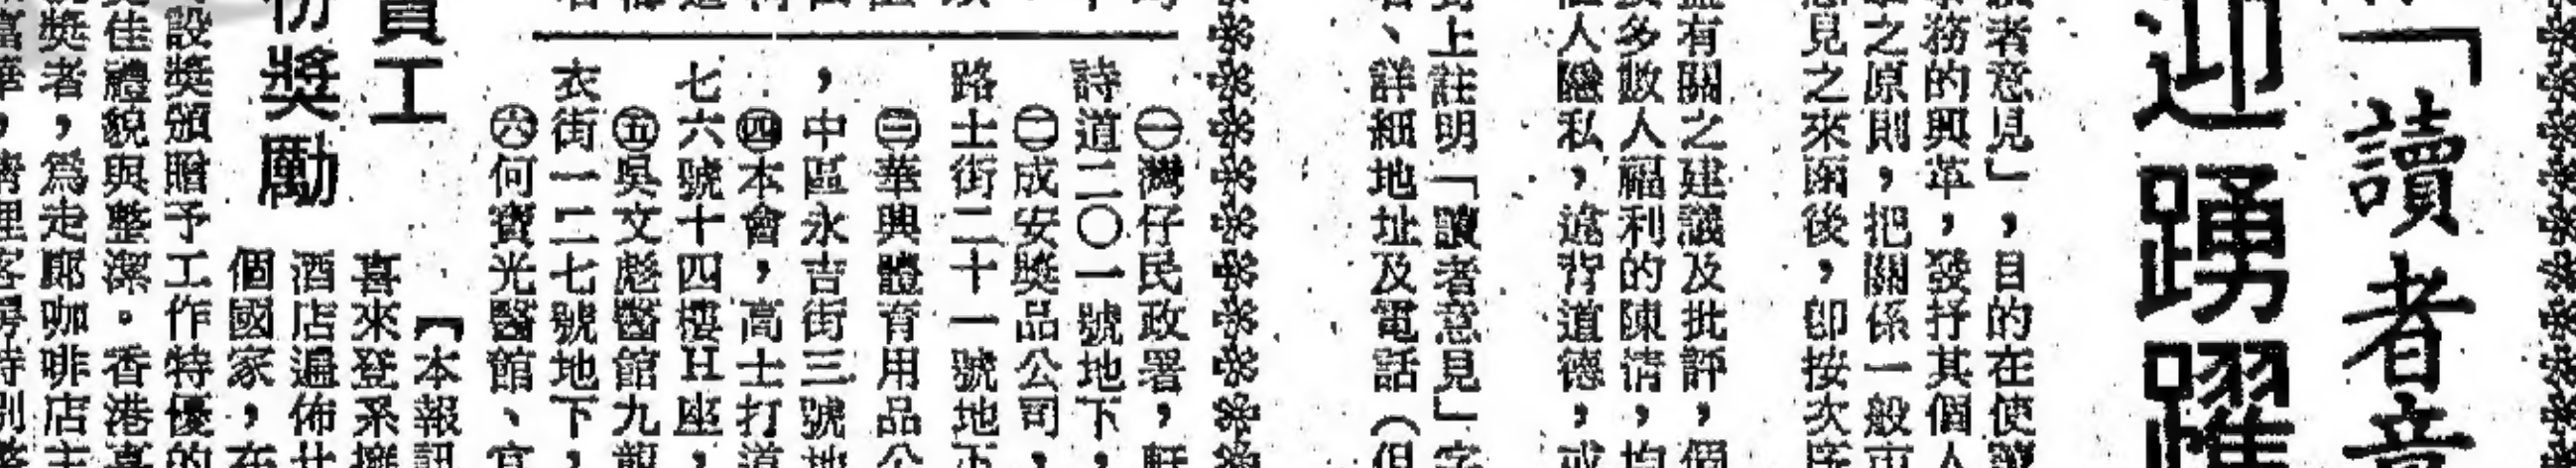 「讀者意
迎踴躍
讀者意見」，目的在使
務的興革，發抒其個人
之原則，把關係一般市
見之來函後，即按次序
有關之建議及批評，個
多數人福利的陳情，均
人隱私，違背道德，或
上註明「讀者意見」字
、詳細地址及電話（但
㊀灣仔民政署，軒
詩道二〇一號地下，
㊁成安獎品公司，
路士街二十一號地下
㊂華興體育用品公
，中區永吉街三號地
㊃本會，高士打道
七六號十四樓H座，
㊄吳文彪醫館九龍
衣街一二七號地下，
㊅何寶光醫館、官
員工
份獎勵
【本報訊
喜來登系
酒店遍佈廿
個國家，在
設獎頒贈予工作特優的
佳禮貌與整潔。香港喜
獎者，為走廊咖啡店主
客房特別